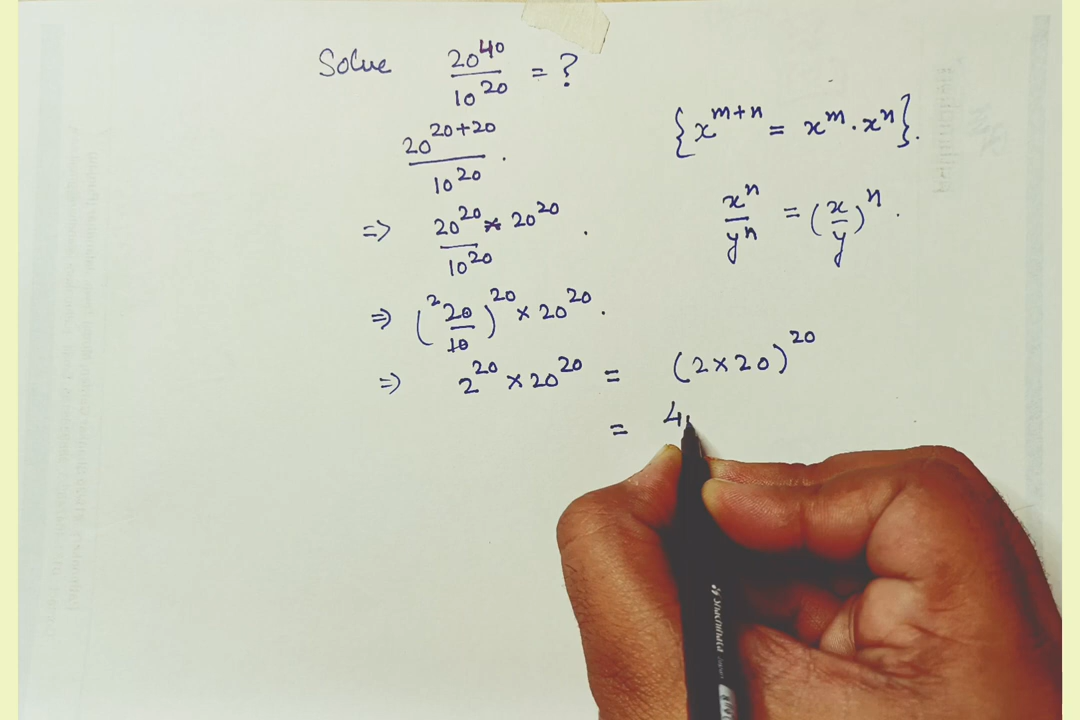 Solve 20^40/10^20 = ?
20^(20+20)/10^20 .
{x^(m+n) = x^m . x^n}.
⇒ 20^20 × 20^20/10^20 .
x^n/y^n = (x/y)^n .
⇒ (2 20/10)^20 × 20^20 .
⇒ 2^20 × 20^20 = (2×20)^20
= 4